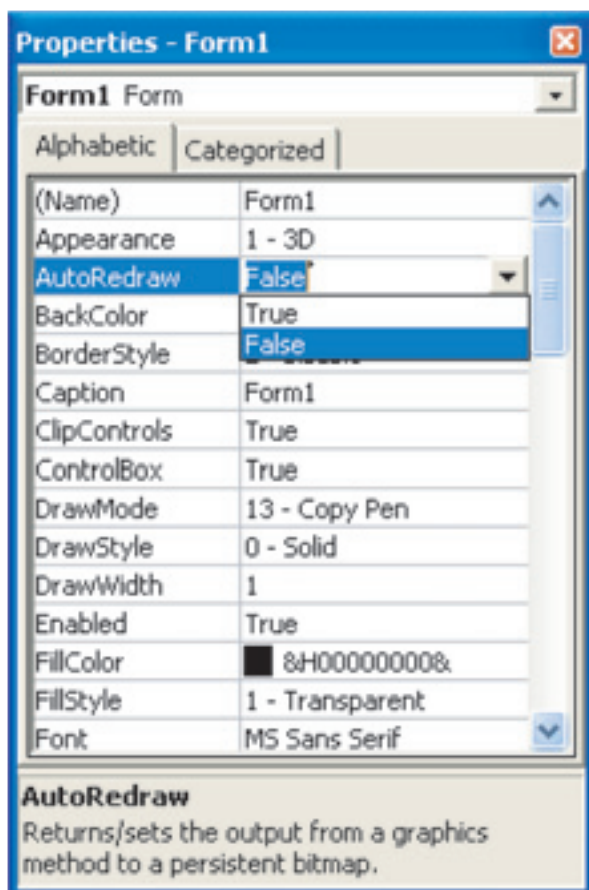 Properties - Form1
Form1 Form
Alphabetic Categorized
(Name) Form1
Appearance 1 - 3D
AutoRedraw False
BackColor True
False
BorderStyle
Caption Form1
ClipControls True
ControlBox True
DrawMode 13 - Copy Pen
DrawStyle 0 - Solid
DrawWidth 1
Enabled True
FillColor &H00000000&
FillStyle 1 - Transparent
Font MS Sans Serif
AutoRedraw
Returns/sets the output from a graphics
method to a persistent bitmap.